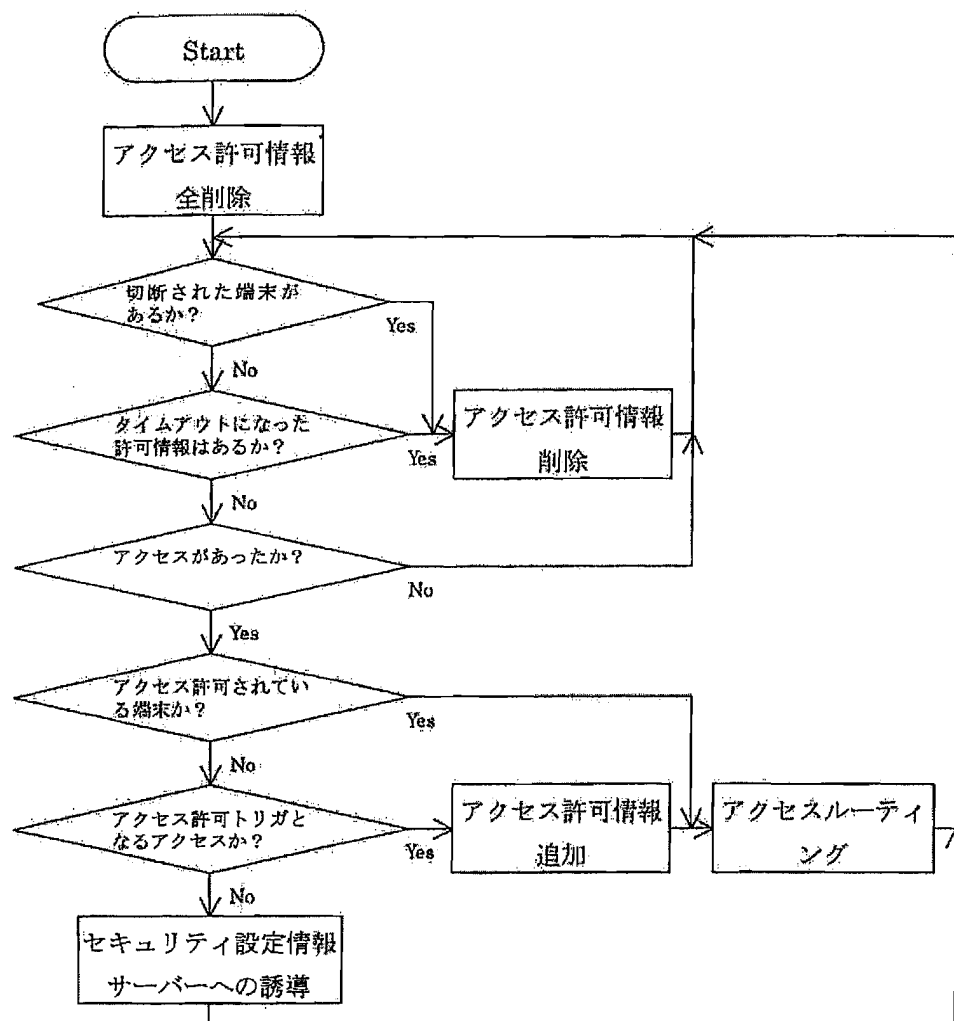 Start
アクセス許可情報
全削除
切断された端末が
あるか?
Yes
No
タイムアウトになった
許可情報はあるか?
Yes
アクセス許可情報
削除
No
アクセスがあったか?
No
Yes
アクセス許可されてい
る端末か?
Yes
No
アクセス許可トリガと
なるアクセスか?
Yes
アクセス許可情報
追加
アクセスルーティ
ング
No
セキュリティ設定情報
サーバーへの誘導